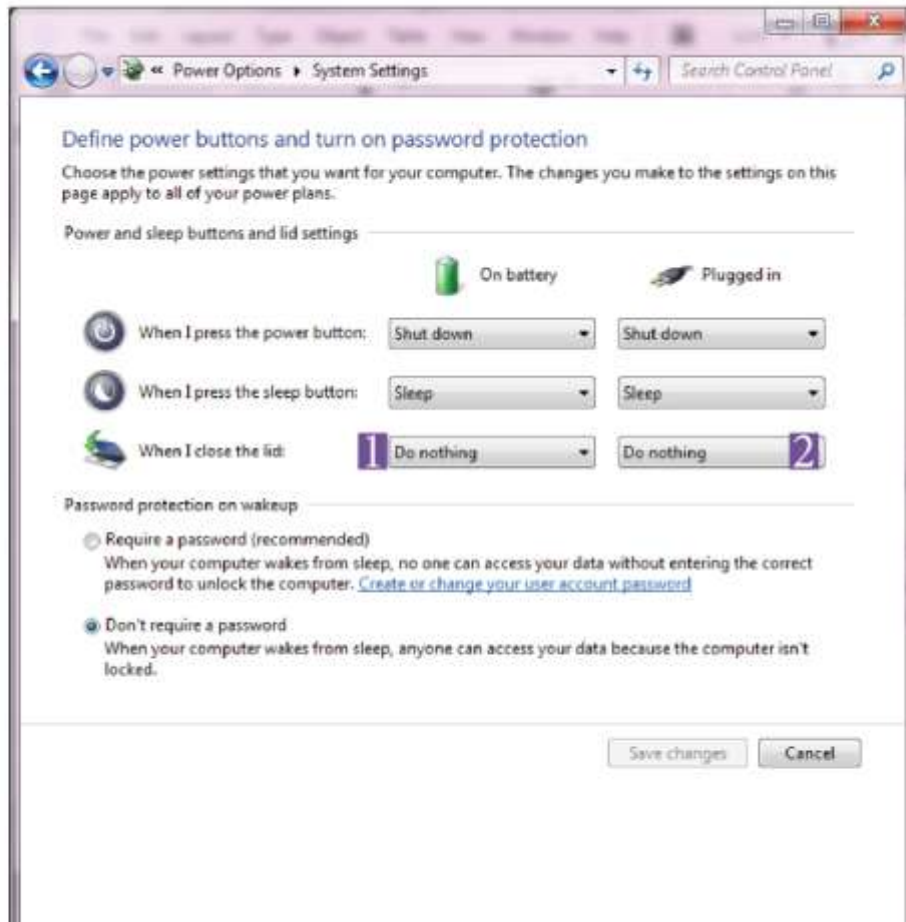 « Power Options ▸ System Settings
Search Control Panel
Define power buttons and turn on password protection
Choose the power settings that you want for your computer. The changes you make to the settings on this
page apply to all of your power plans.
Power and sleep buttons and lid settings
On battery Plugged in
When I press the power button: Shut down Shut down
When I press the sleep button: Sleep Sleep
When I close the lid: 1 Do nothing Do nothing 2
Password protection on wakeup
Require a password (recommended)
When your computer wakes from sleep, no one can access your data without entering the correct
password to unlock the computer. Create or change your user account password
Don't require a password
When your computer wakes from sleep, anyone can access your data because the computer isn't
locked.
Save changes Cancel